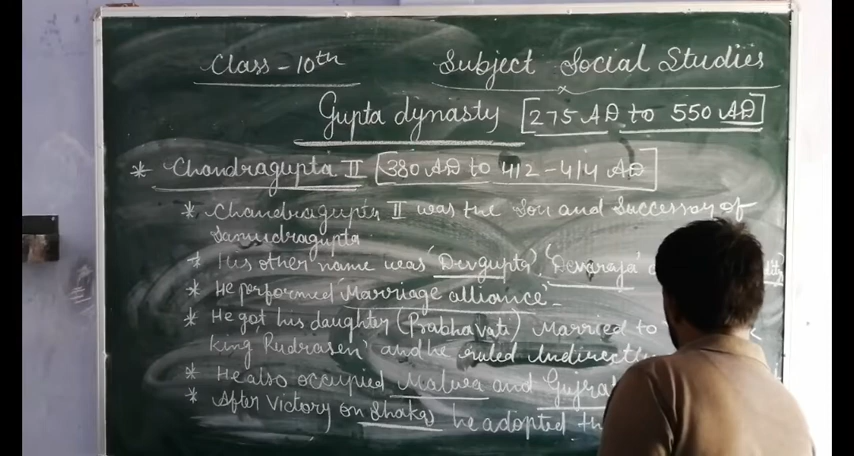 Class - 10th Subject Social Studies
Gupta dynasty [275 AD to 550 AD]
* Chandragupta II [380 AD to 412-414 AD]
* Chandragupta II was the Son and Successor of
Samudragupta
* His other name was 'Devgupta', 'Devaraja'
* He performed 'Marriage alliance' -
* He got his daughter (Prabhavati) Married to
king Rudrasen' and he ruled Indirectly
* He also occupied Malwa and Gujrat
* After Victory on Shakas he adopted